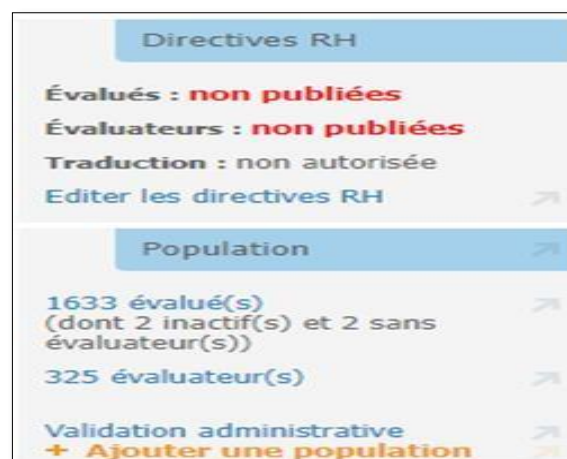 Directives RH
Évalués : non publiées
Évaluateurs : non publiées
Traduction : non autorisée
Editer les directives RH
Population
1633 évalué(s)
(dont 2 inactif(s) et 2 sans
évaluateur(s))
325 évaluateur(s)
Validation administrative
+ Ajouter une population